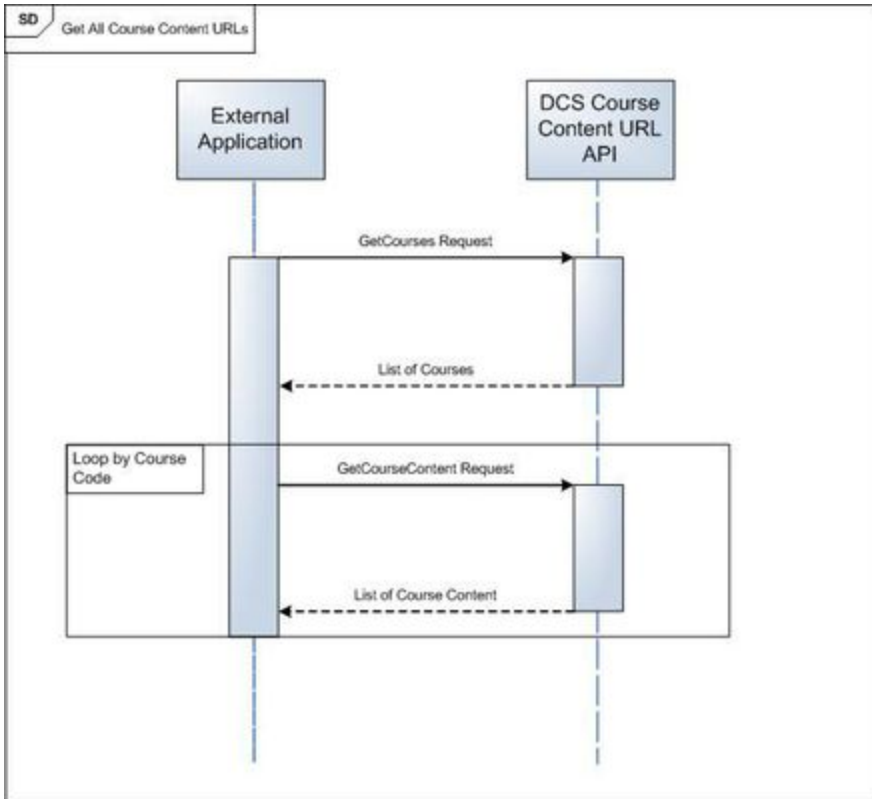 SD
Get All Course Content URLs
External
Application
DCS Course
Content URL
API
GetCourses Request
List of Courses
Loop by Course
Code
GetCourseContent Request
List of Course Content